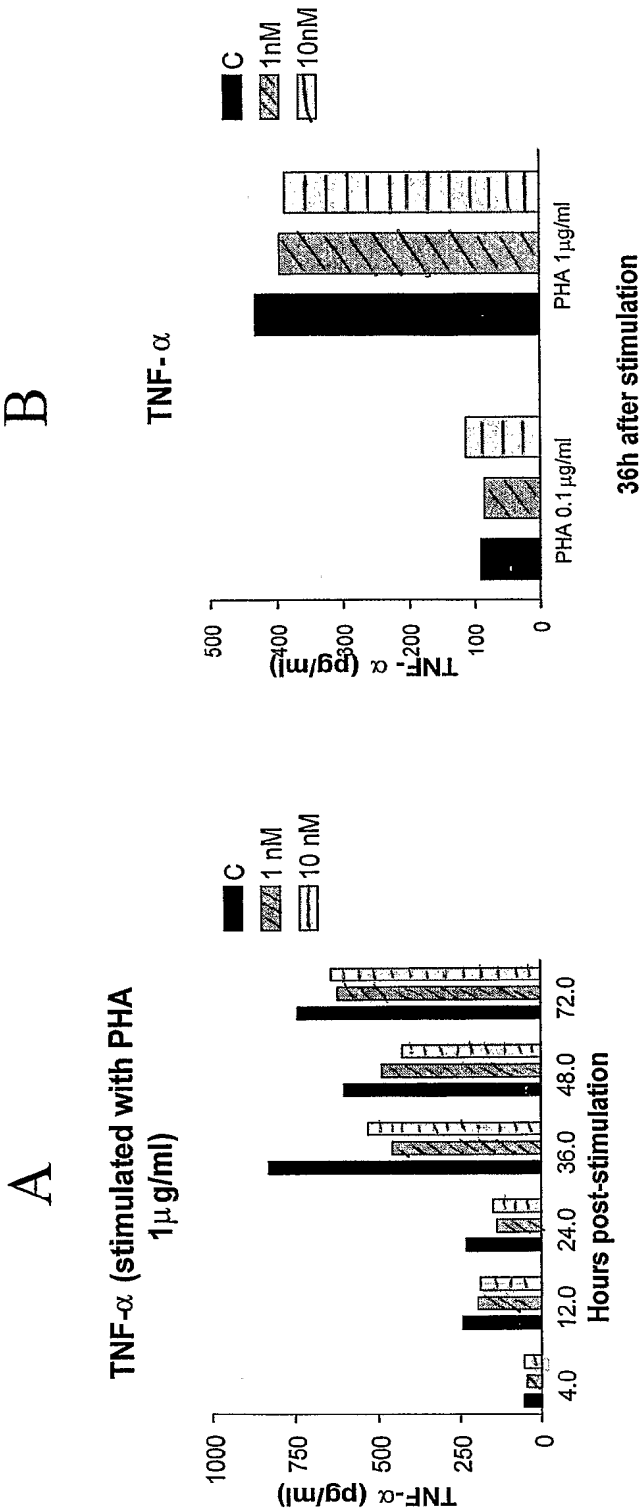 A
TNF-α (stimulated with PHA
1µg/ml)
C
1 nM
10 nM
1000
750
500
250
0
TNF-α (pg/ml)
4.0
12.0
24.0
36.0
48.0
72.0
Hours post-stimulation
B
TNF- α
C
1nM
10nM
500
400
300
200
100
0
TNF- α (pg/ml)
PHA 0.1 µg/ml
PHA 1µg/ml
36h after stimulation